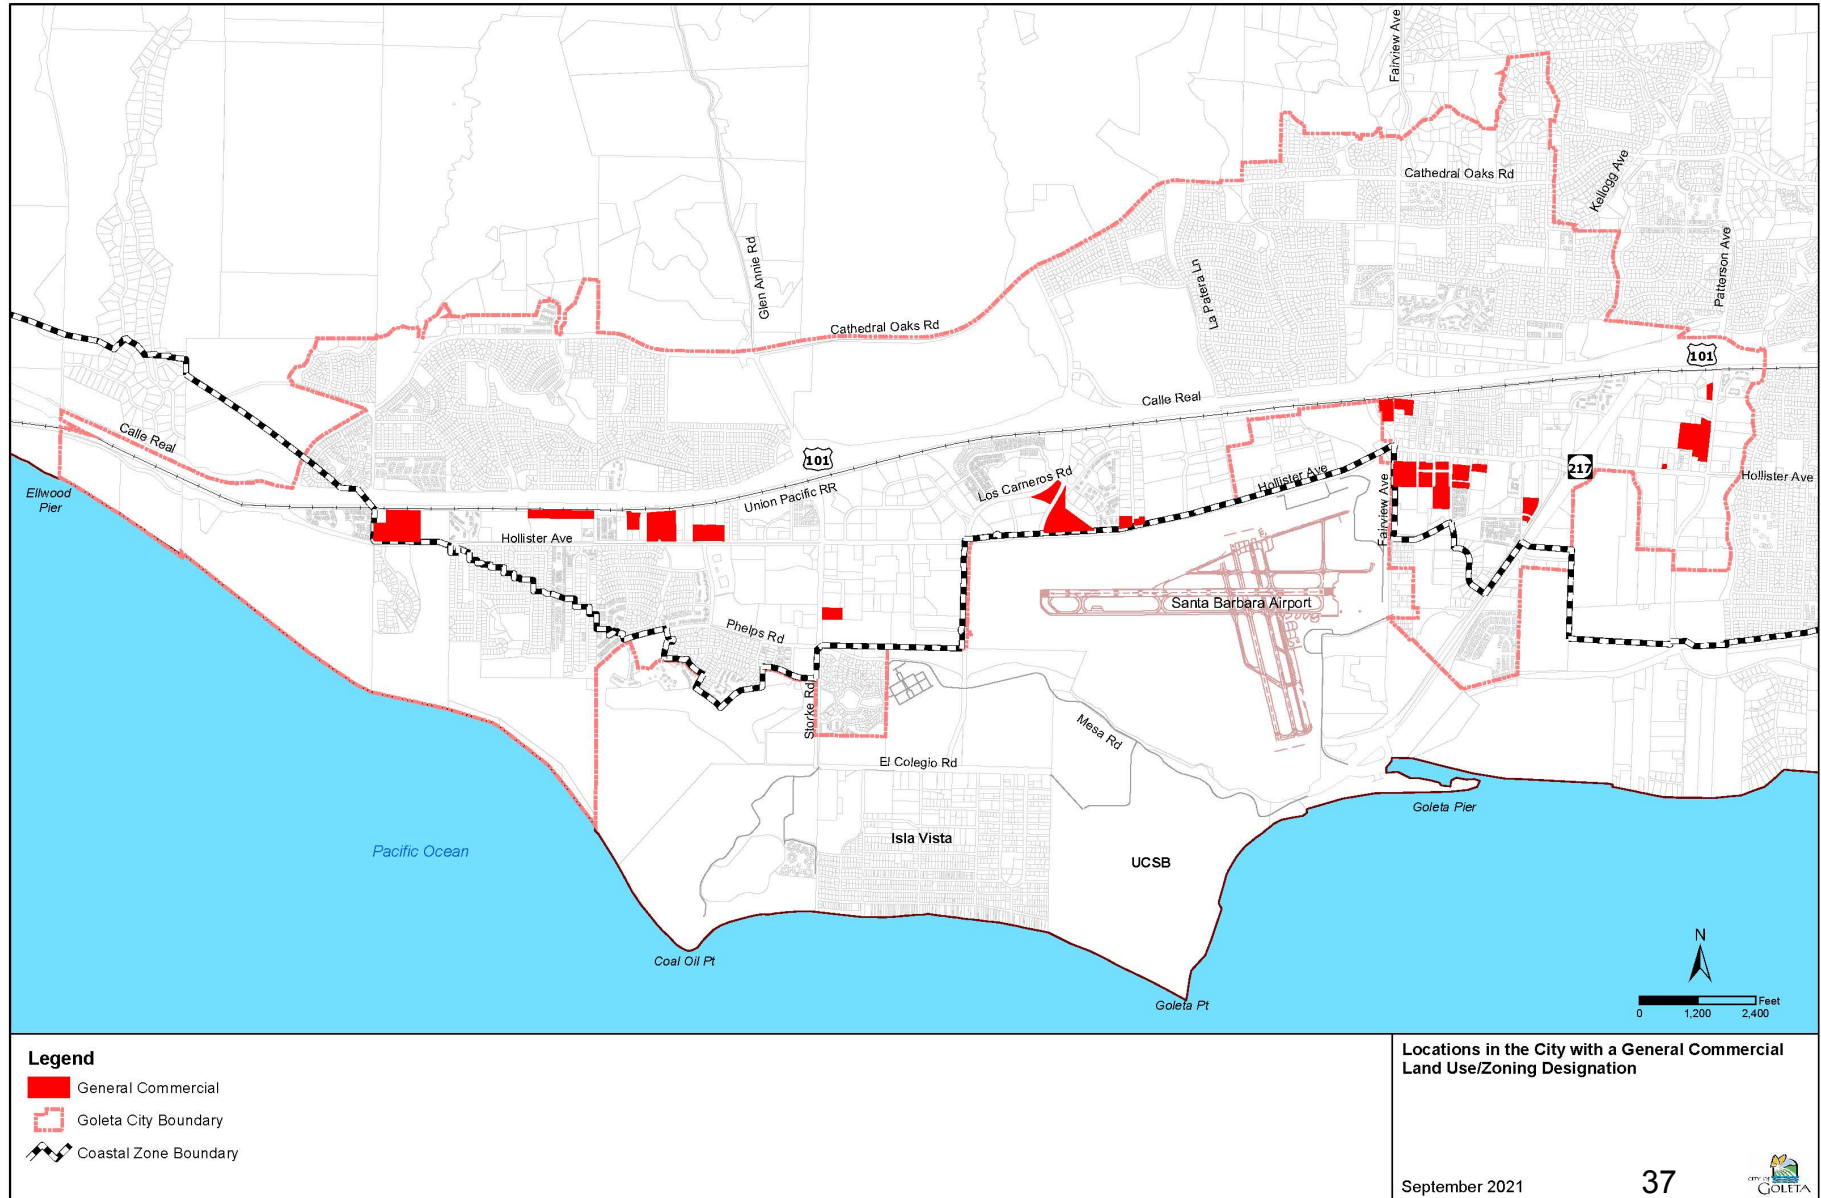 Fairview Ave
Cathedral Oaks Rd
Kellogg Ave
Patterson Ave
Glen Annie Rd
La Patera Ln
Cathedral Oaks Rd
101
Calle Real
Calle Real
101
Union Pacific RR
Los Carneros Rd
Hollister Ave
Fairview Ave
217
Hollister Ave
Ellwood
Pier
Hollister Ave
Santa Barbara Airport
Phelps Rd
Storke Rd
Mesa Rd
El Colegio Rd
Goleta Pier
Isla Vista
Pacific Ocean
UCSB
Coal Oil Pt
Goleta Pt
N
Feet
0 1,200 2,400
Legend
General Commercial
Goleta City Boundary
Coastal Zone Boundary
Locations in the City with a General Commercial
Land Use/Zoning Designation
September 2021
37
CITY OF
GOLETA